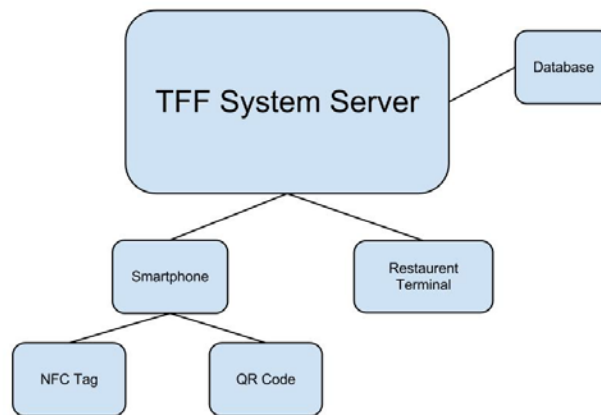 TFF System Server
Database
Smartphone
Restaurent
Terminal
NFC Tag
QR Code